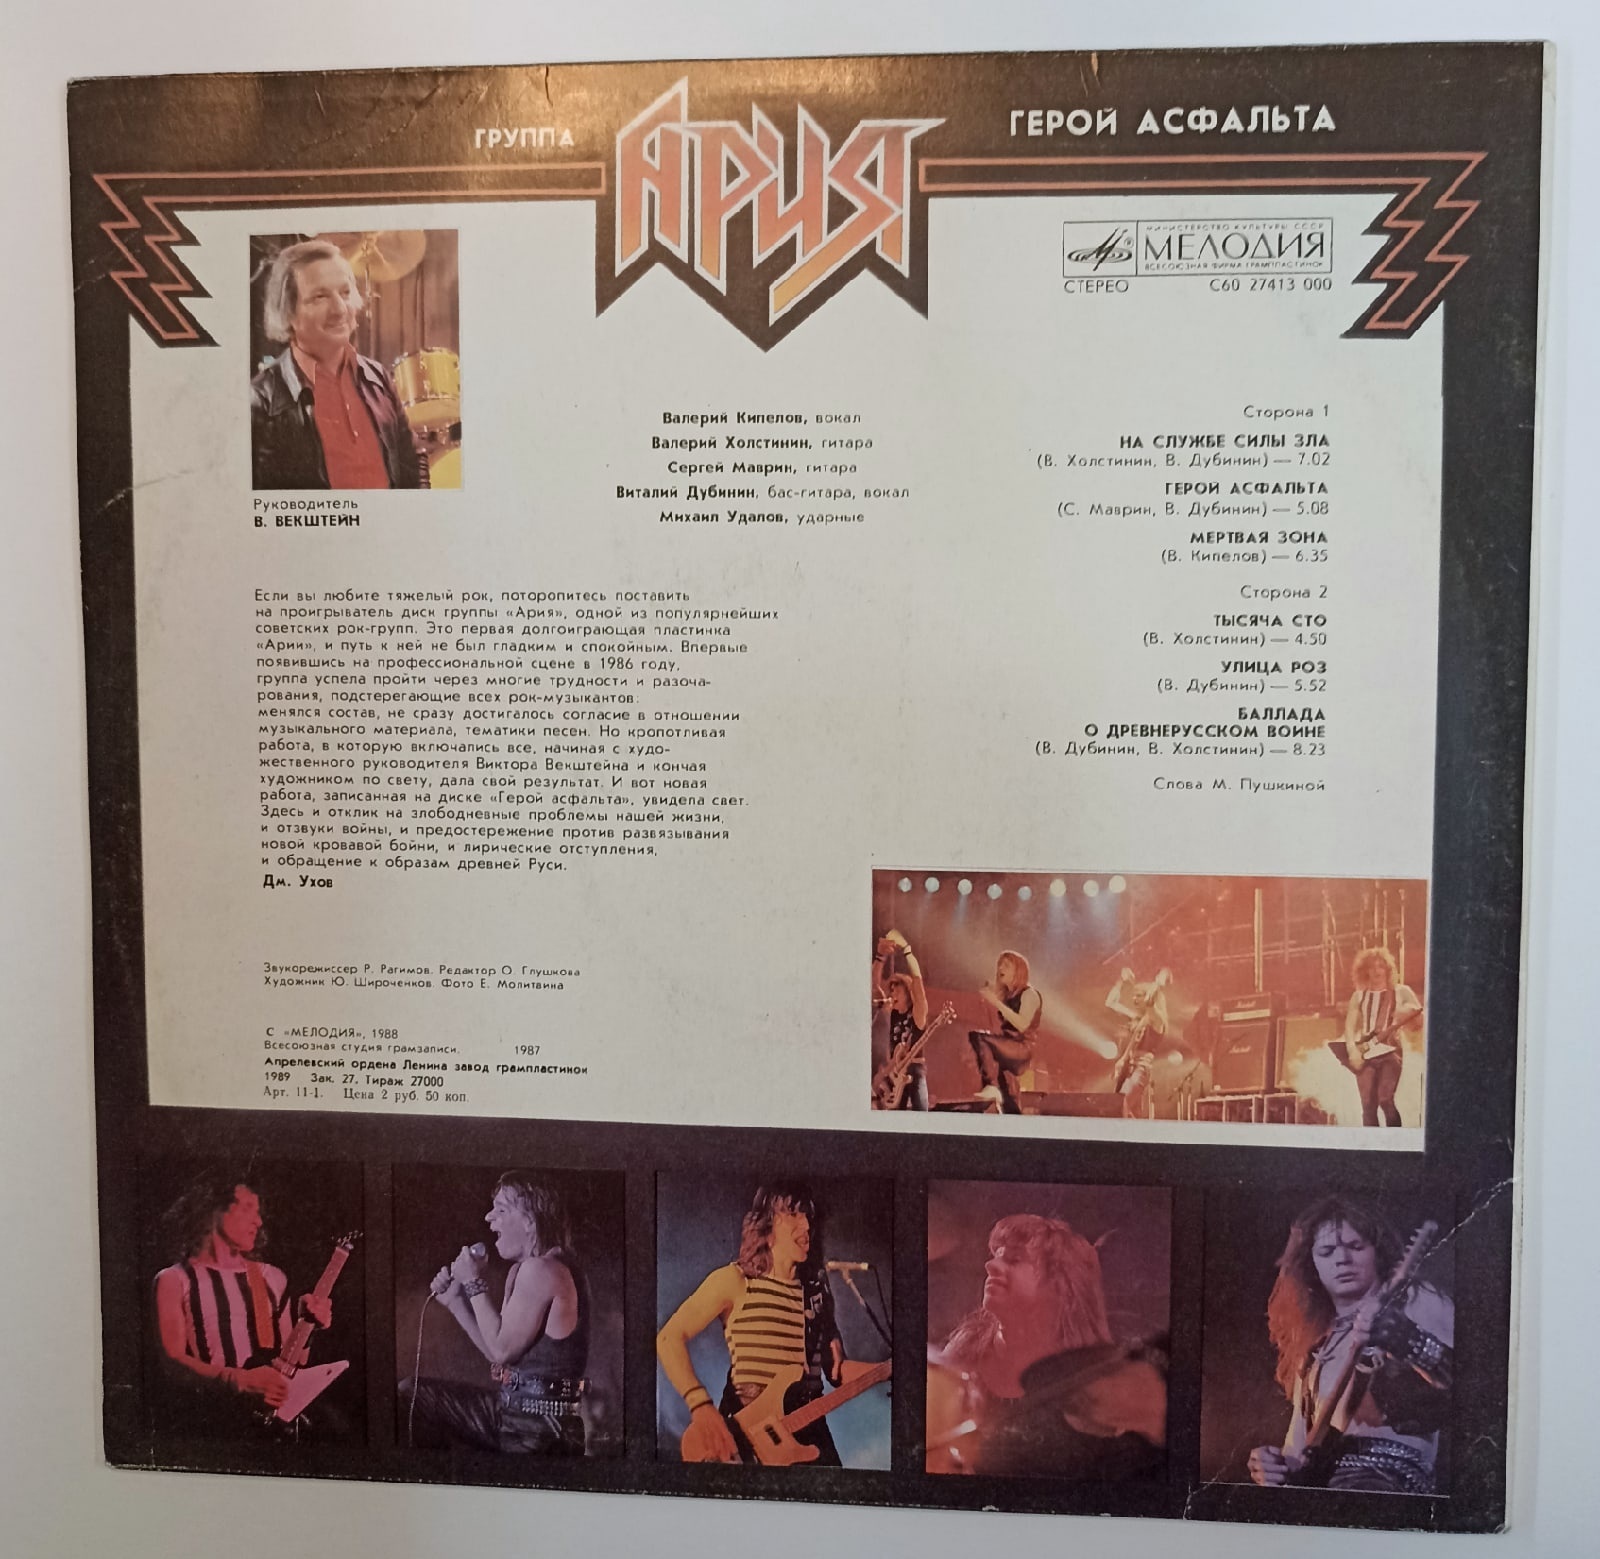 ГРУППА
АРИЯ
ГЕРОЙ АСФАЛЬТА
МИНИСТЕРСТВО КУЛЬТУРЫ СССР
МЕЛОДИЯ
ВСЕСОЮЗНАЯ ФИРМА ГРАМПЛАСТИНОК
СТЕРЕО С60 27413 000
Руководитель
В. ВЕКШТЕЙН
Валерий Кипелов, вокал
Валерий Холстинин, гитара
Сергей Маврин, гитара
Виталий Дубинин, бас-гитара, вокал
Михаил Удалов, ударные
Сторона 1
НА СЛУЖБЕ СИЛЫ ЗЛА
(В. Холстинин, В. Дубинин) — 7.02
ГЕРОЙ АСФАЛЬТА
(С. Маврин, В. Дубинин) — 5.08
МЕРТВАЯ ЗОНА
(В. Кипелов) — 6.35
Сторона 2
ТЫСЯЧА СТО
(В. Холстинин) — 4.50
УЛИЦА РОЗ
(В. Дубинин) — 5.52
БАЛЛАДА
О ДРЕВНЕРУССКОМ ВОИНЕ
(В. Дубинин, В. Холстинин) — 8.23
Слова М. Пушкиной
Если вы любите тяжелый рок, поторопитесь поставить
на проигрыватель диск группы «Ария», одной из популярнейших
советских рок-групп. Это первая долгоиграющая пластинка
«Арии», и путь к ней не был гладким и спокойным. Впервые
появившись на профессиональной сцене в 1986 году,
группа успела пройти через многие трудности и разоча-
рования, подстерегающие всех рок-музыкантов:
менялся состав, не сразу достигалось согласие в отношении
музыкального материала, тематики песен. Но кропотливая
работа, в которую включались все, начиная с худо-
жественного руководителя Виктора Векштейна и кончая
художником по свету, дала свой результат. И вот новая
работа, записанная на диске «Герой асфальта», увидела свет.
Здесь и отклик на злободневные проблемы нашей жизни,
и отзвуки войны, и предостережение против развязывания
новой кровавой бойни, и лирические отступления,
и обращение к образам древней Руси.
Дм. Ухов
Звукорежиссер Р. Рагимов. Редактор О. Глушкова
Художник Ю. Широченков. Фото Е. Молитвина
С «МЕЛОДИЯ», 1988
Всесоюзная студия грамзаписи. 1987
Апрелевский ордена Ленина завод грампластинок
1989 Зак. 27. Тираж 27000
Арт. 11-1. Цена 2 руб. 50 коп.